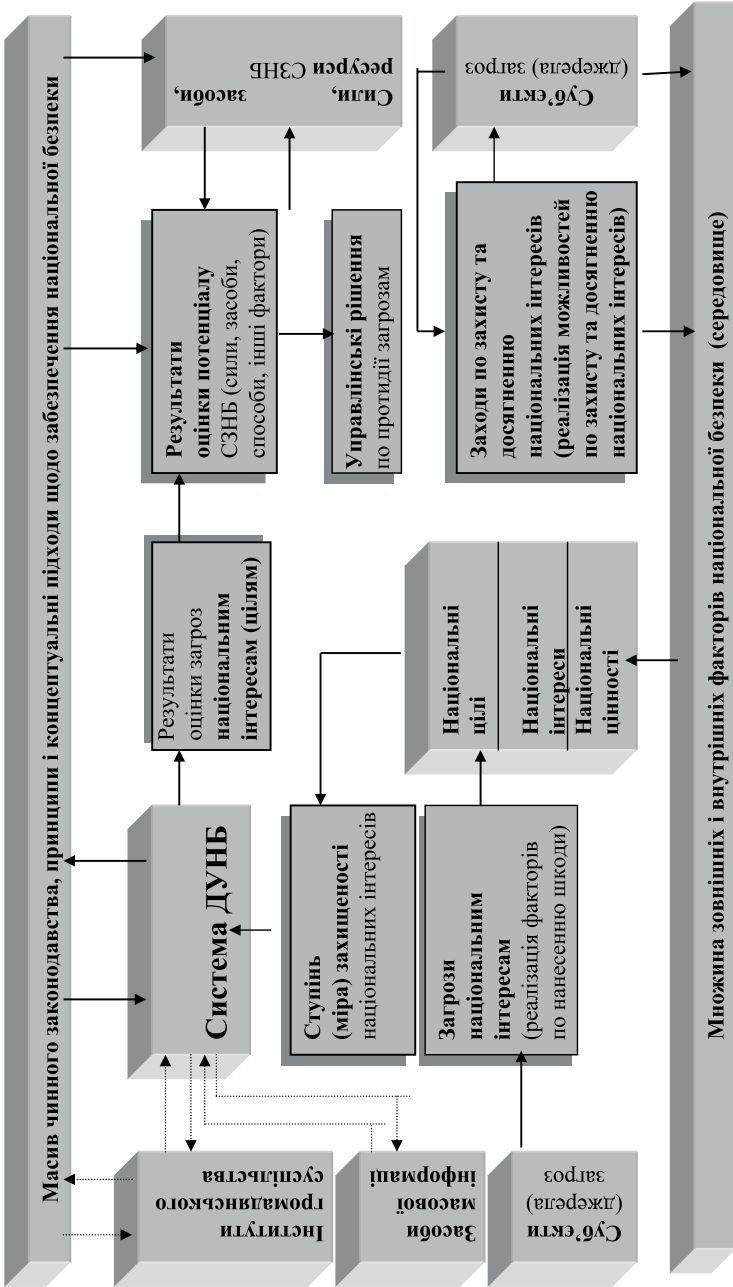 Масив чинного законодавства, принципи і концептуальні підходи щодо забезпечення національної безпеки
Інститути
громадянського
суспільства
Засоби
масової
інформаці
Суб’єкти
(джерела)
загроз
Система ДУНБ
Ступінь
(міра) захищеності
національних інтересів
Загрози
національним
інтересам
(реалізація факторів
по нанесенню шкоди)
Результати
оцінки загроз
національним
інтересам (цілям)
Національні
цілі
Національні
інтереси
Національні
цінності
Результати
оцінки потенціалу
СЗНБ (сили, засоби,
способи, інші фактори)
Управлінські рішення
по протидії загрозам
Заходи по захисту та
досягненню
національних інтересів
(реалізація можливостей
по захисту та досягненню
національних інтересів)
Сили, засоби,
ресурси СЗНБ
Суб’єкти
(джерела) загроз
Множина зовнішніх і внутрішніх факторів національної безпеки (середовище)